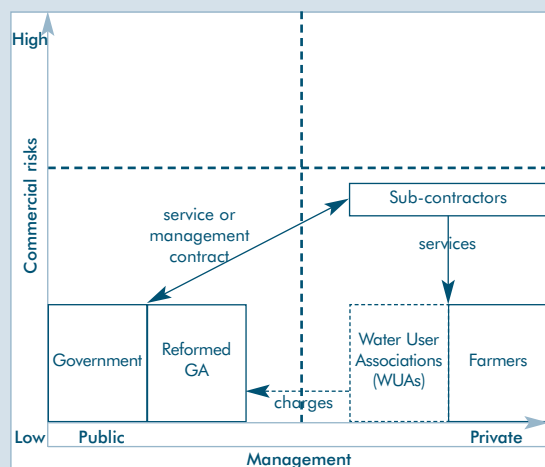 High
Commercial risks
Sub-contractors
service or
management
contract
services
Government
Reformed
GA
Water User
Associations
(WUAs)
Farmers
charges
Low
Public
Private
Management